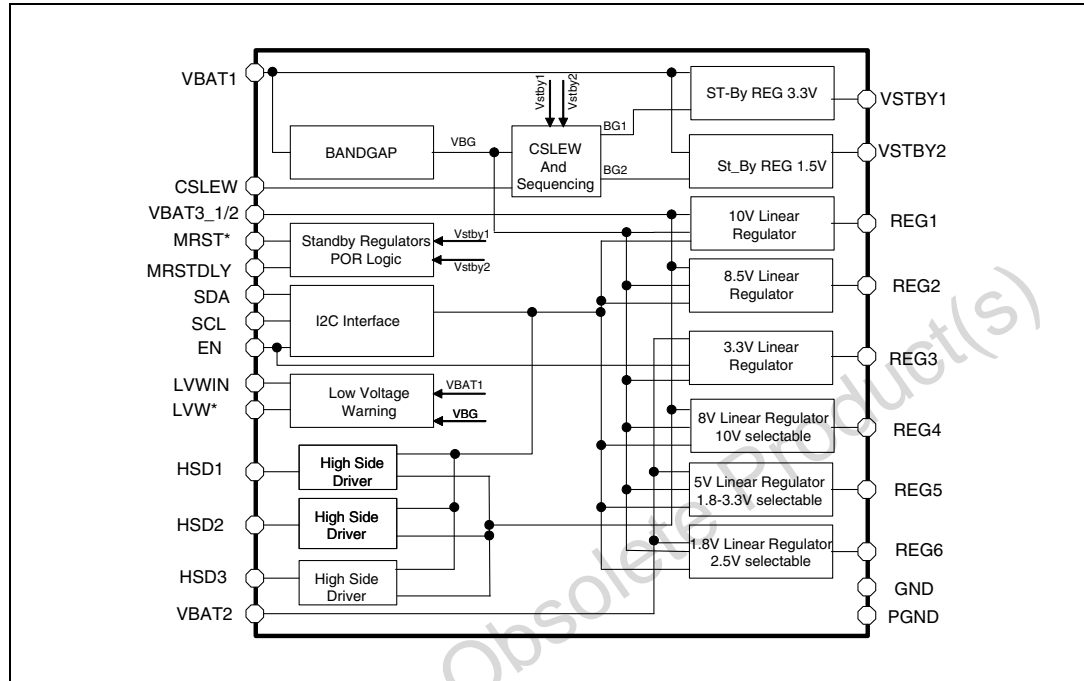 VBAT1
CSLEW
VBAT3_1/2
MRST*
MRSTDLY
SDA
SCL
EN
LVWIN
LVW*
HSD1
HSD2
HSD3
VBAT2
BANDGAP
VBG
Vstby1
Vstby2
CSLEW
And
Sequencing
BG1
BG2
Standby Regulators
POR Logic
Vstby1
Vstby2
I2C Interface
Low Voltage
Warning
VBAT1
VBG
High Side
Driver
High Side
Driver
High Side
Driver
ST-By REG 3.3V
St_By REG 1.5V
10V Linear
Regulator
8.5V Linear
Regulator
3.3V Linear
Regulator
8V Linear Regulator
10V selectable
5V Linear Regulator
1.8-3.3V selectable
1.8V Linear Regulator
2.5V selectable
VSTBY1
VSTBY2
REG1
REG2
REG3
REG4
REG5
REG6
GND
PGND
Obsolete Product(s)